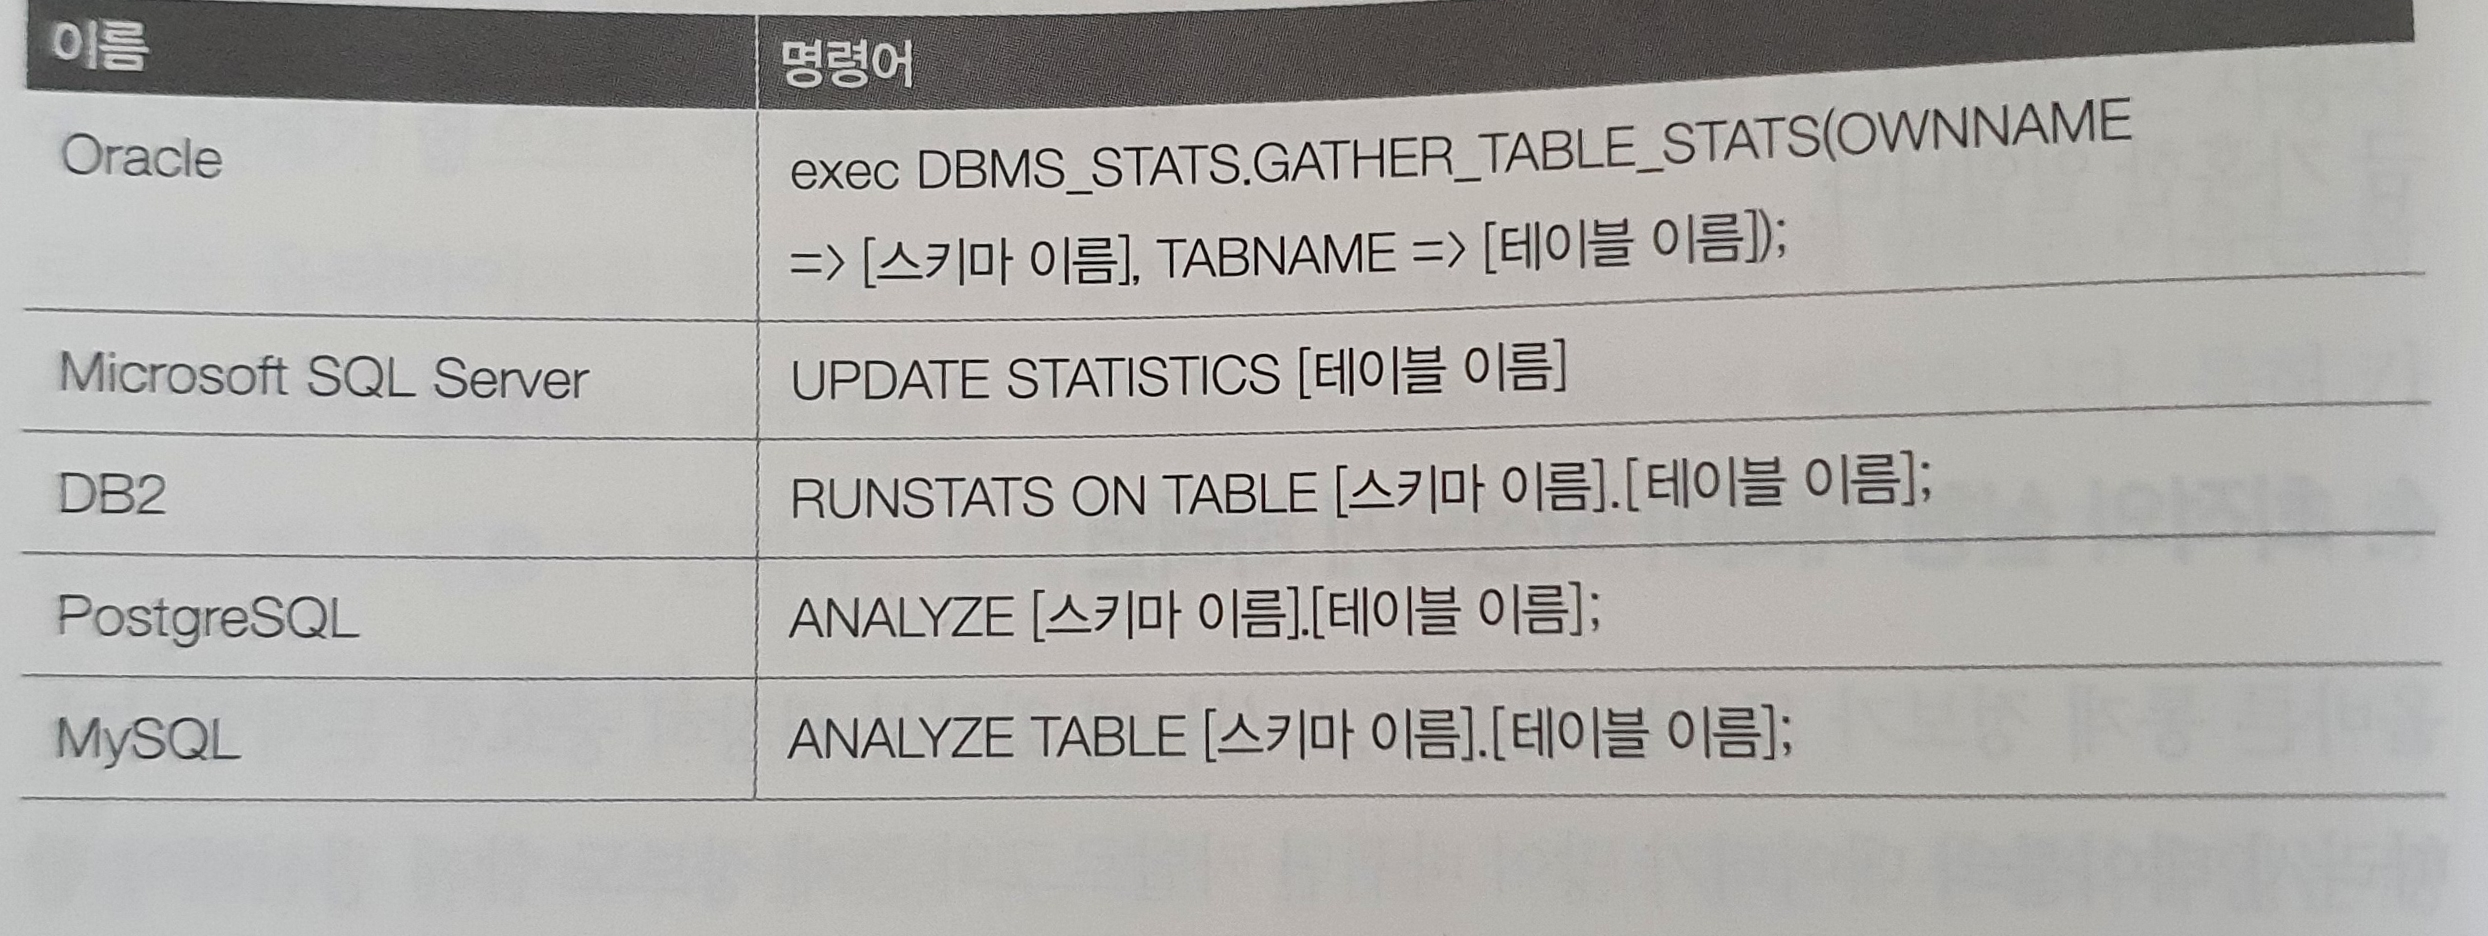 이름 명령어
Oracle exec DBMS_STATS.GATHER_TABLE_STATS(OWNNAME
=> [스키마 이름], TABNAME => [테이블 이름]);
Microsoft SQL Server UPDATE STATISTICS [테이블 이름]
DB2 RUNSTATS ON TABLE [스키마 이름].[테이블 이름];
PostgreSQL ANALYZE [스키마 이름].[테이블 이름];
MySQL ANALYZE TABLE [스키마 이름].[테이블 이름];